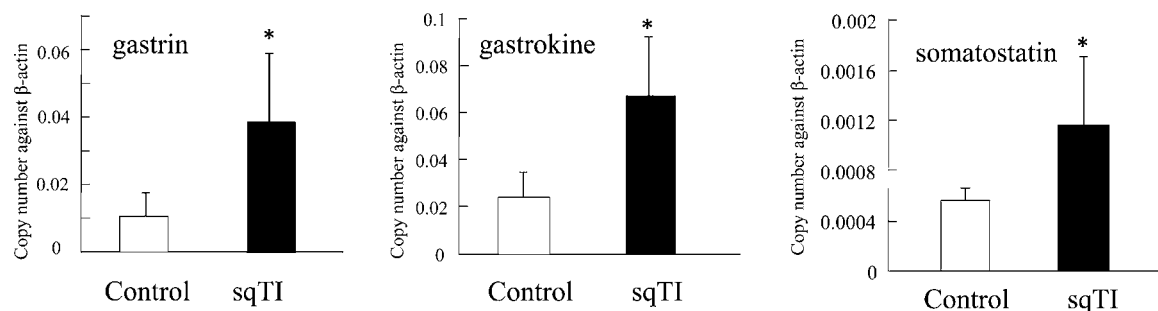 Copy number against β-actin
0.06
0.04
0.02
0
gastrin
*
Control
sqTI
Copy number against β-actin
0.1
0.08
0.06
0.04
0.02
0
gastrokine
*
Control
sqTI
Copy number against β-actin
0.002
0.0016
0.0012
0.0008
0.0004
0
somatostatin
*
Control
sqTI